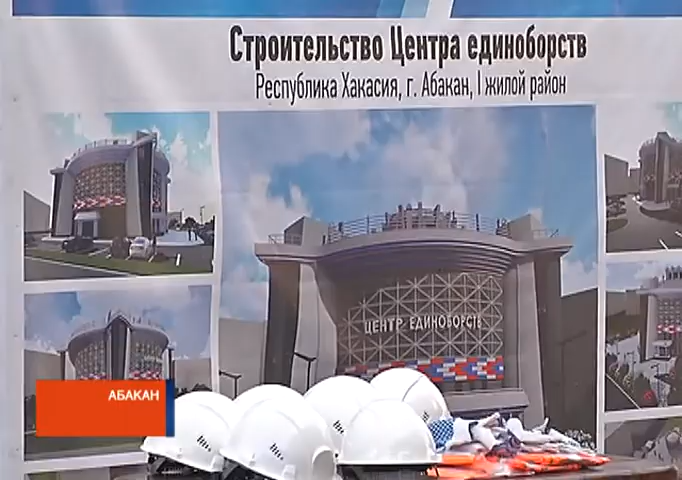 Строительство Центра единоборств
Республика Хакасия, г. Абакан, I жилой район
ЦЕНТР ЕДИНОБОРСТВ
АБАКАН